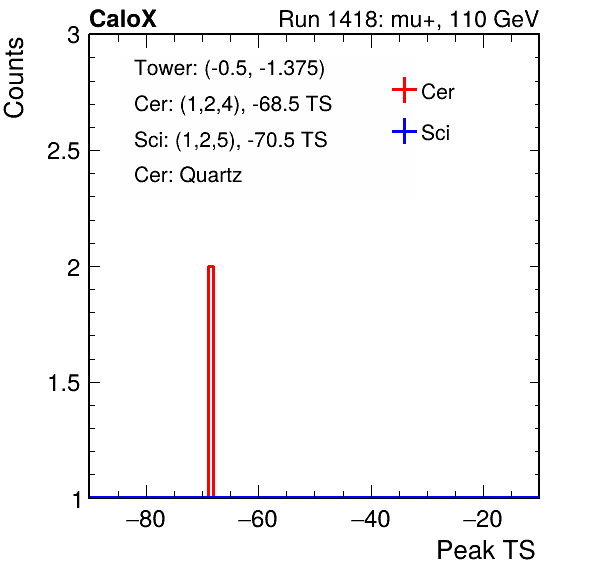 CaloX Run 1418: mu+, 110 GeV
Counts
3
2.5
2
1.5
1
Tower: (-0.5, -1.375)
Cer: (1,2,4), -68.5 TS
Sci: (1,2,5), -70.5 TS
Cer: Quartz
Cer
Sci
−80 −60 −40 −20
Peak TS